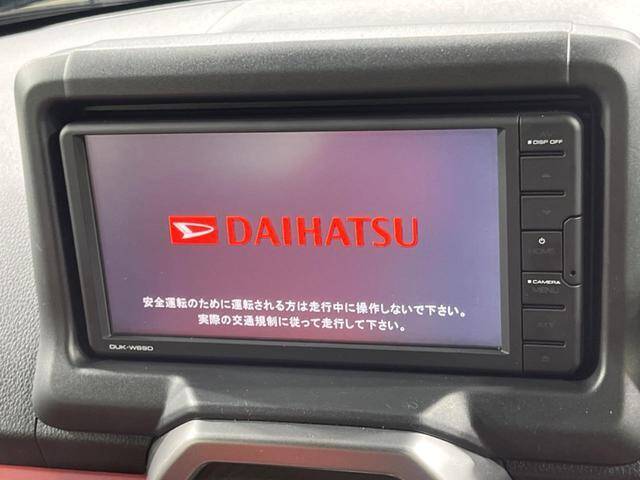 DISP OFF
DAIHATSU
HOME
CAMERA
MENU
安全運転のために運転される方は走行中に操作しないで下さい。
実際の交通規制に従って走行して下さい。
DUK-W69D